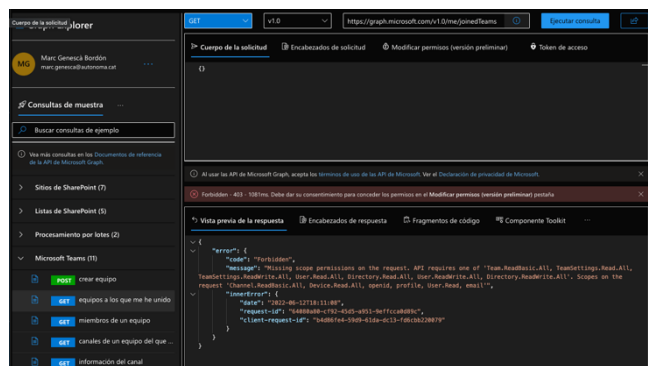 Cuerpo de la solicitud
Graph Explorer
MG
Marc Genescà Bordón
marc.genesca@autonoma.cat
...
Consultas de muestra
...
Buscar consultas de ejemplo
Vea más consultas en los Documentos de referencia
de la API de Microsoft Graph.
Sitios de SharePoint (7)
Listas de SharePoint (5)
Procesamiento por lotes (2)
Microsoft Teams (11)
POST crear equipo
GET equipos a los que me he unido
GET miembros de un equipo
GET canales de un equipo del que ...
GET información del canal
GET
v1.0
https://graph.microsoft.com/v1.0/me/joinedTeams
Ejecutar consulta
Cuerpo de la solicitud
Encabezados de solicitud
Modificar permisos (versión preliminar)
Token de acceso
{}
Al usar las API de Microsoft Graph, acepta los términos de uso de las API de Microsoft. Ver el Declaración de privacidad de Microsoft.
Forbidden - 403 - 1081ms. Debe dar su consentimiento para conceder los permisos en el Modificar permisos (versión preliminar) pestaña
Vista previa de la respuesta
Encabezados de respuesta
Fragmentos de código
Componente Toolkit
...
{
"error": {
"code": "Forbidden",
"message": "Missing scope permissions on the request. API requires one of 'Team.ReadBasic.All, TeamSettings.Read.All,
TeamSettings.ReadWrite.All, User.Read.All, Directory.Read.All, User.ReadWrite.All, Directory.ReadWrite.All'. Scopes on the
request 'Channel.ReadBasic.All, Device.Read.All, openid, profile, User.Read, email'",
"innerError": {
"date": "2022-06-12T18:11:08",
"request-id": "64080a80-cf92-45d5-a951-9effcca0d89c",
"client-request-id": "b4d86fe4-59d9-61da-dc13-fd6cbb220079"
}
}
}